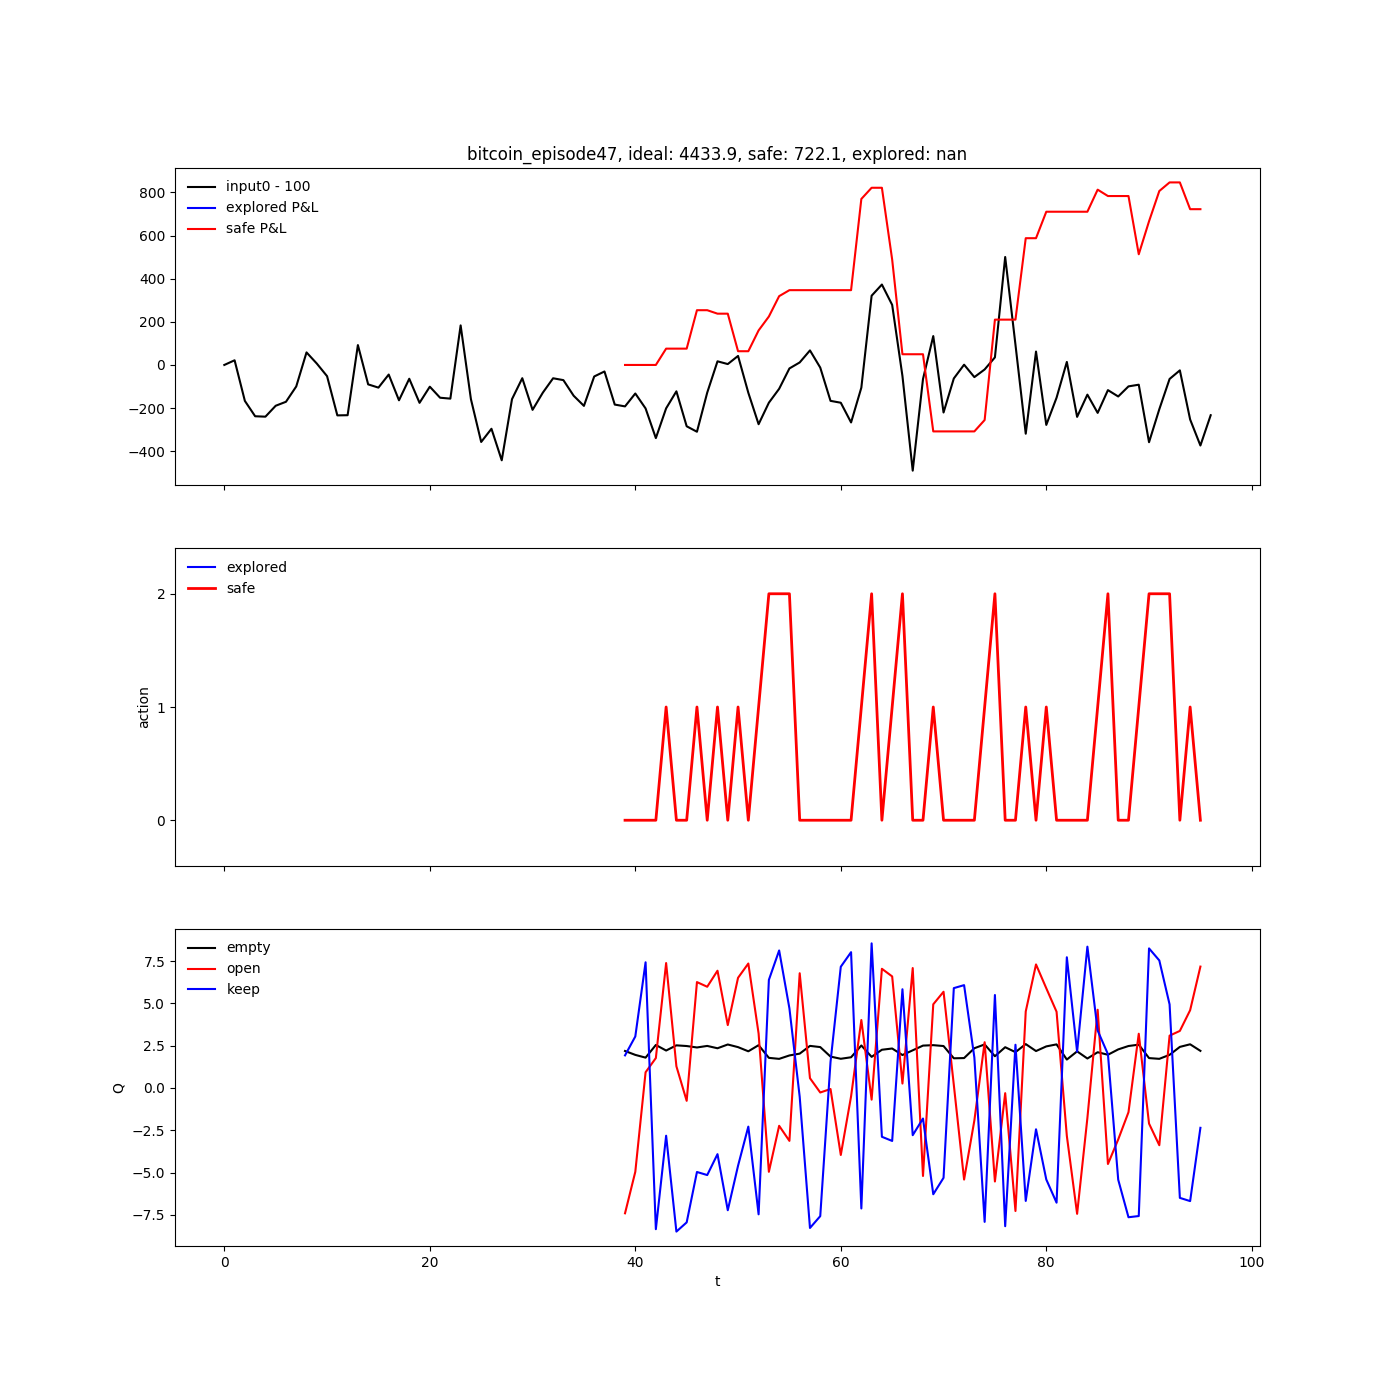 bitcoin_episode47, ideal: 4433.9, safe: 722.1, explored: nan
input0 - 100
explored P&L
safe P&L
800
600
400
200
0
−200
−400
explored
safe
action
2
1
0
empty
open
keep
Q
7.5
5.0
2.5
0.0
−2.5
−5.0
−7.5
0 20 40 60 80 100
t